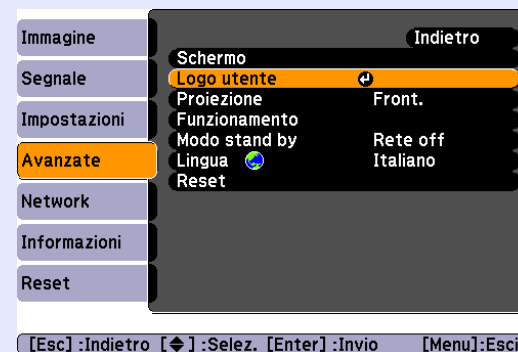 Immagine
Segnale
Impostazioni
Avanzate
Network
Informazioni
Reset
Indietro
Schermo
Logo utente
Proiezione Front.
Funzionamento
Modo stand by Rete off
Lingua Italiano
Reset
[Esc] :Indietro [◆] :Selez. [Enter] :Invio [Menu]:Esci